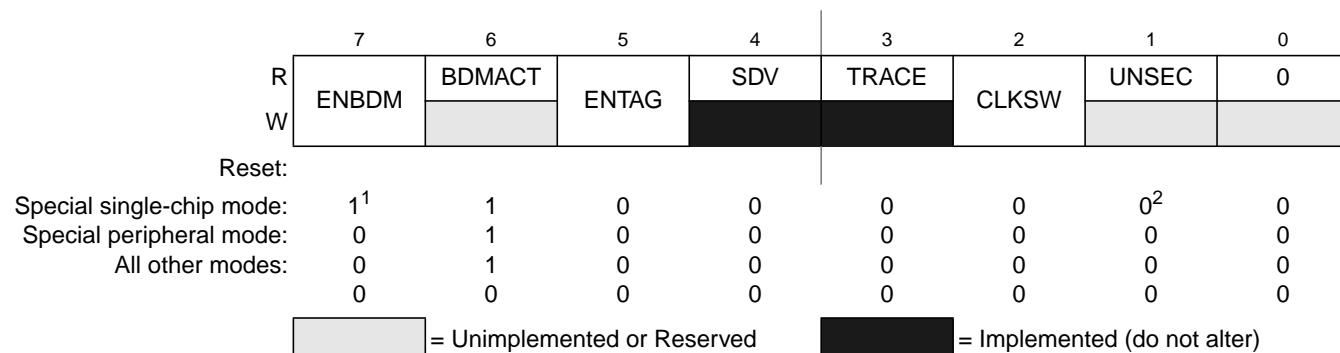 7 6 5 4 3 2 1 0
R ENBDM BDMACT ENTAG SDV TRACE CLKSW UNSEC 0
W
Reset:
Special single-chip mode: 1¹ 1 0 0 0 0 0² 0
Special peripheral mode: 0 1 0 0 0 0 0 0
All other modes: 0 1 0 0 0 0 0 0
0 0 0 0 0 0 0 0
= Unimplemented or Reserved = Implemented (do not alter)